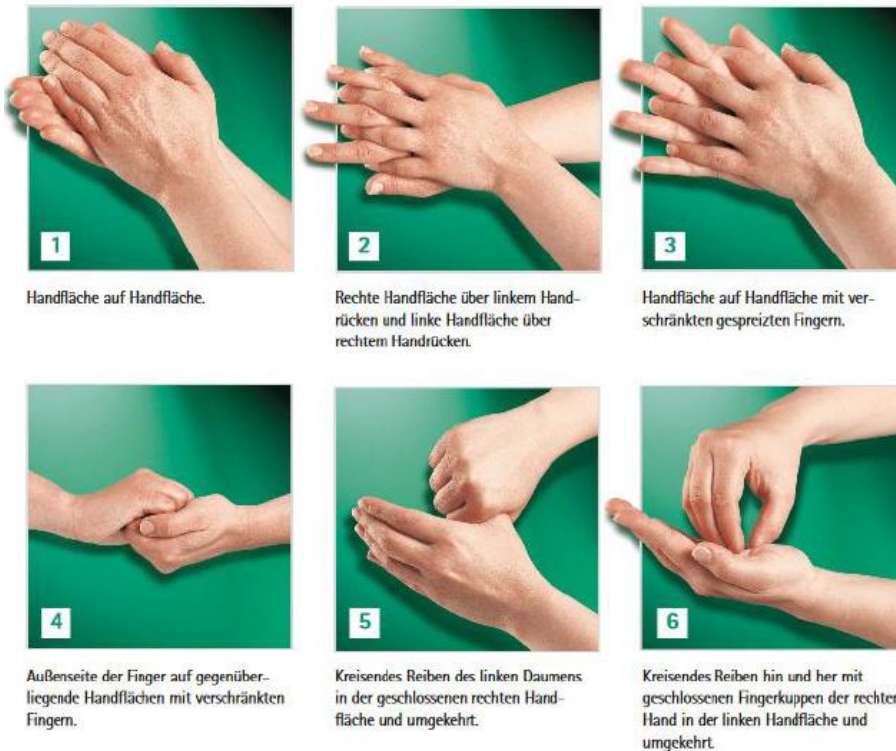 1
Handfläche auf Handfläche.
2
Rechte Handfläche über linkem Hand-
rücken und linke Handfläche über
rechtem Handrücken.
3
Handfläche auf Handfläche mit ver-
schränkten gespreizten Fingern.
4
Außenseite der Finger auf gegenüber-
liegende Handflächen mit verschränkten
Fingern.
5
Kreisendes Reiben des linken Daumens
in der geschlossenen rechten Hand-
fläche und umgekehrt.
6
Kreisendes Reiben hin und her mit
geschlossenen Fingerkuppen der rechten
Hand in der linken Handfläche und
umgekehrt